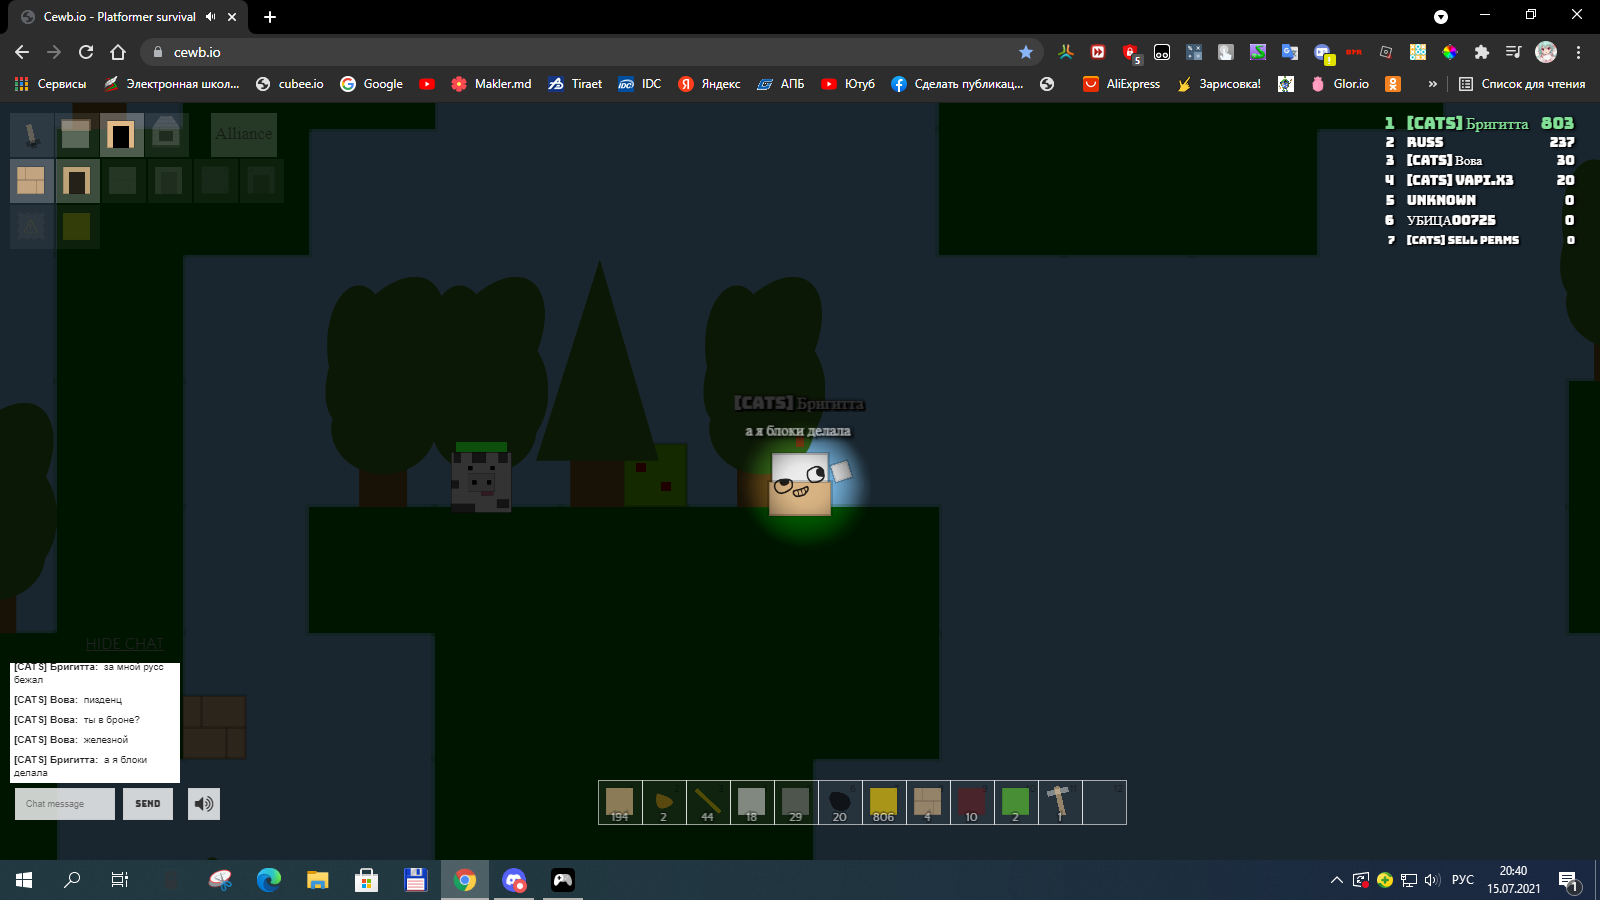 Cewb.io - Platformer survival
cewb.io
5
Сервисы
Электронная школ...
cubee.io
Google
Makler.md
Tiraet
IDC
Яндекс
АПБ
Ютуб
Сделать публикац...
AliExpress
Зарисовка!
Glor.io
»
Список для чтения
Alliance
1 [CATS] Бригитта 803
2 RUSS 237
3 [CATS] Вова 30
4 [CATS] VAPI.X3 20
5 UNKNOWN 0
6 УБИЦА00725 0
7 [CATS] SELL PERMS 0
[CATS] Бригитта
а я блоки делала
HIDE CHAT
[CATS] Бригитта: за мной русс
бежал
[CATS] Вова: пизденц
[CATS] Вова: ты в броне?
[CATS] Вова: железной
[CATS] Бригитта: а я блоки
делала
Chat message
SEND
194 2 44 18 29 20 806 4 10 2 1
РУС
20:40
15.07.2021
1